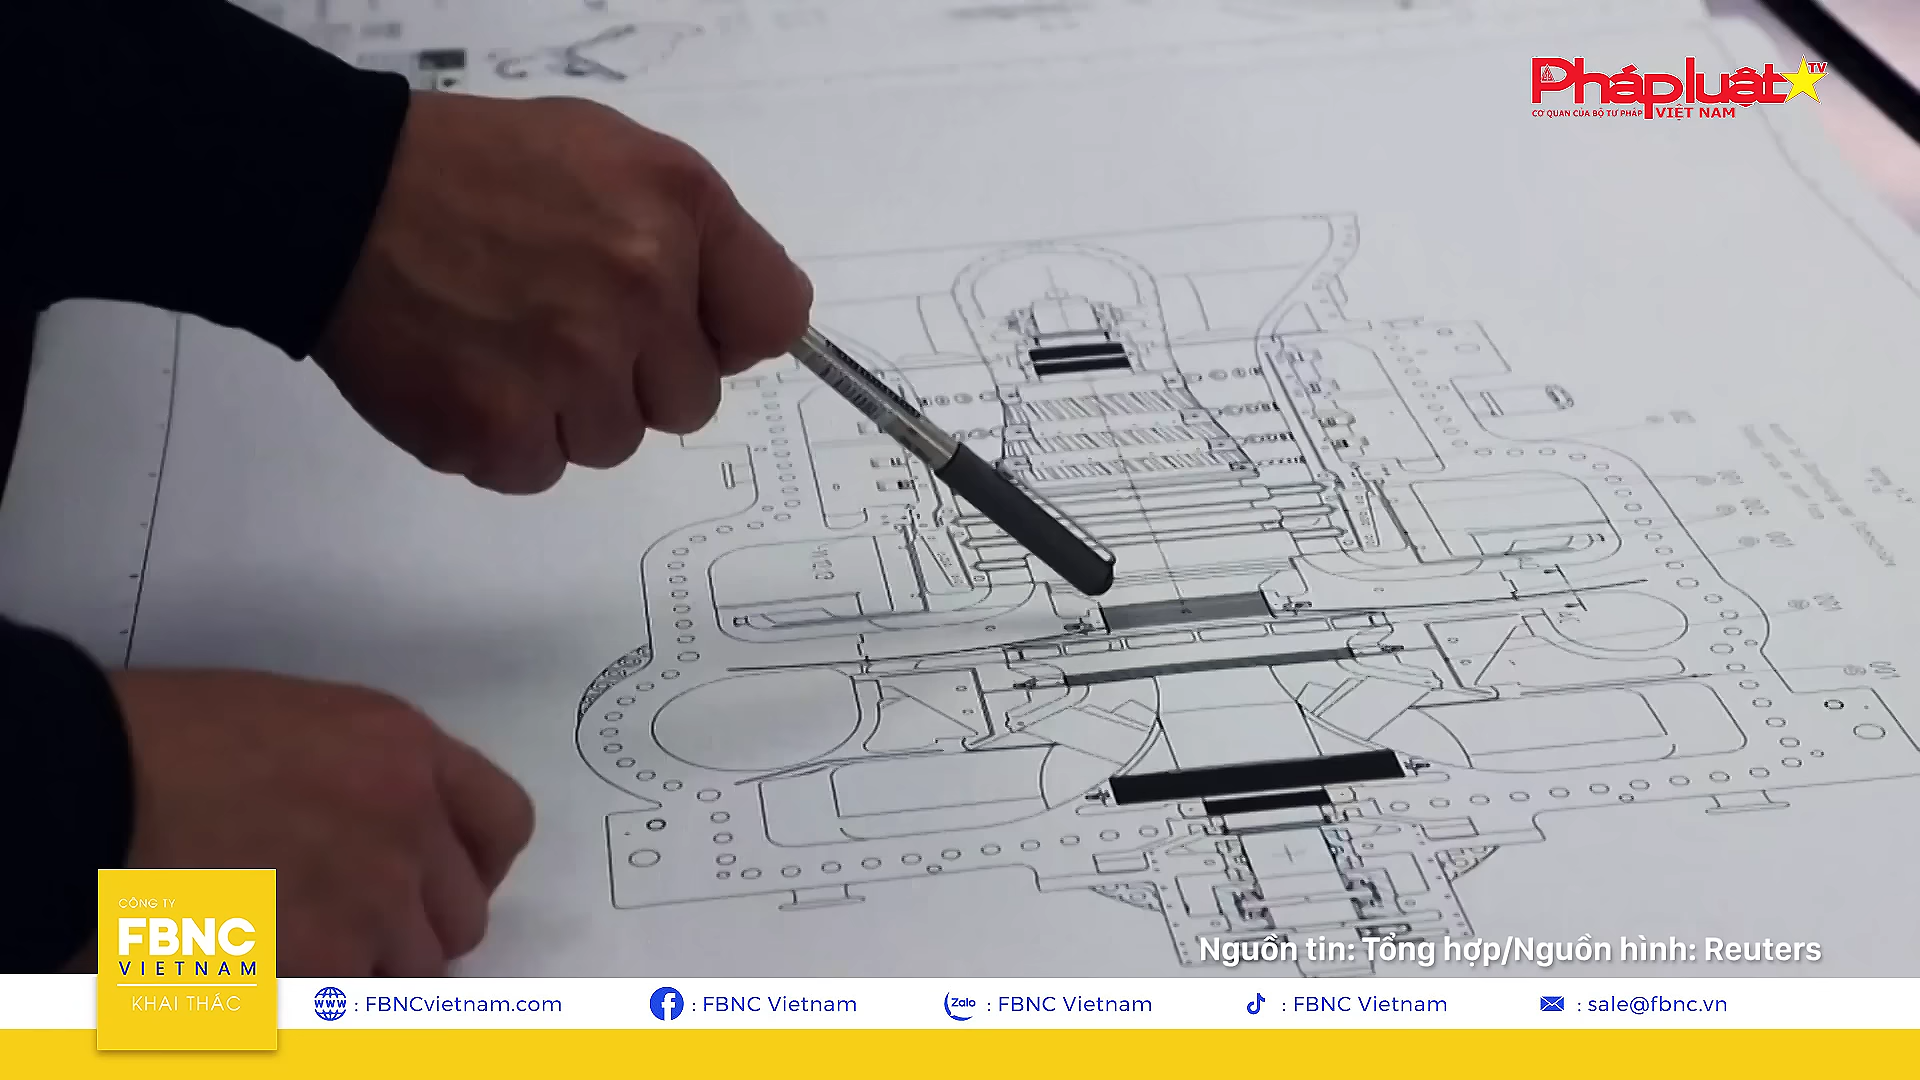 Phápluật TV
CƠ QUAN CỦA BỘ TƯ PHÁP VIỆT NAM
Nguồn tin: Tổng hợp/Nguồn hình: Reuters
CÔNG TY
FBNC
VIETNAM
KHAI THÁC
www : FBNCvietnam.com
: FBNC Vietnam
Zalo : FBNC Vietnam
: FBNC Vietnam
: sale@fbnc.vn